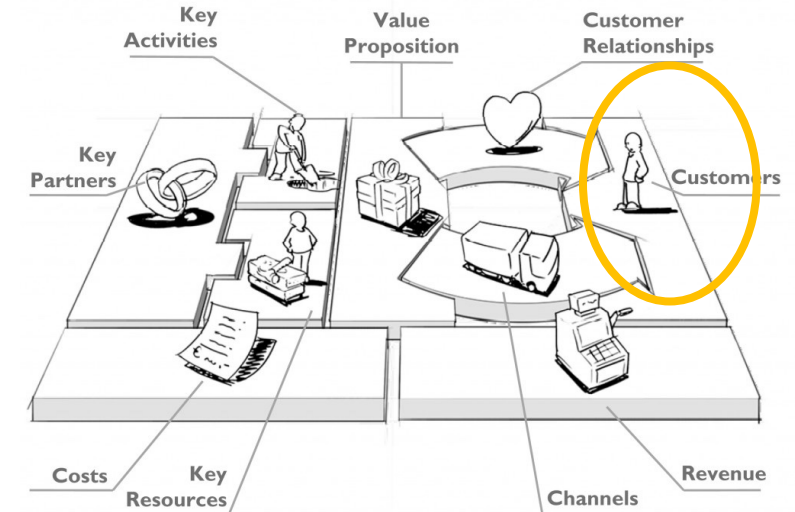 Key
Activities
Value
Proposition
Customer
Relationships
Key
Partners
Customers
Costs
Key
Resources
Channels
Revenue